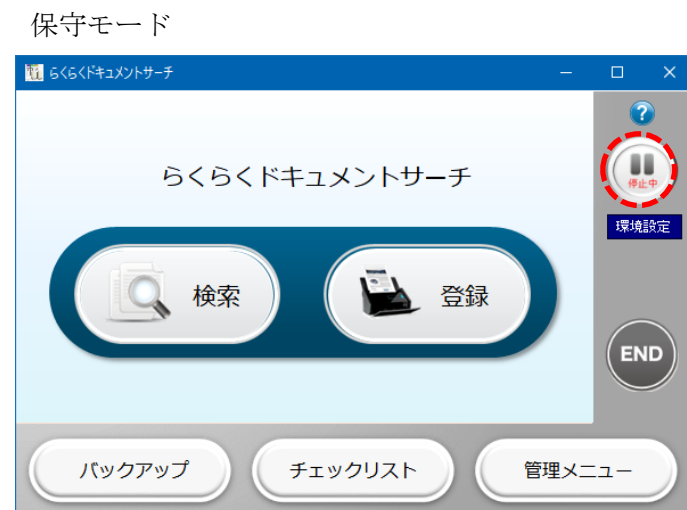 保守モード
らくらくドキュメントサーチ
?
らくらくドキュメントサーチ
停止中
環境設定
検索
登録
END
バックアップ
チェックリスト
管理メニュー